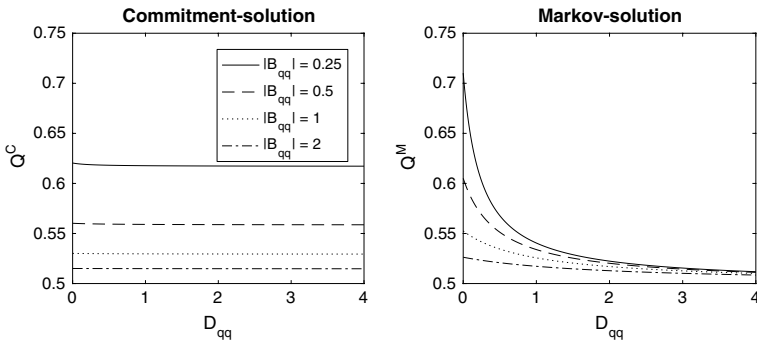 Commitment-solution
0.75
0.7
0.65
0.6
0.55
0.5
Q^C
0 1 2 3 4
D_qq
|B_qq| = 0.25
|B_qq| = 0.5
|B_qq| = 1
|B_qq| = 2
Markov-solution
0.75
0.7
0.65
0.6
0.55
0.5
Q^M
0 1 2 3 4
D_qq